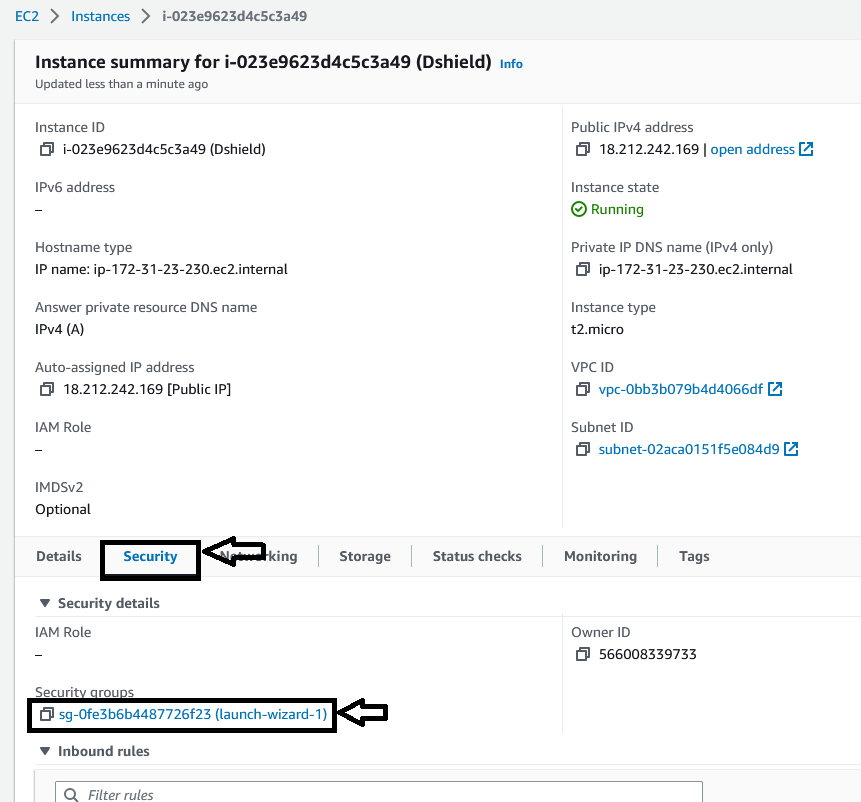 EC2 > Instances > i-023e9623d4c5c3a49
Instance summary for i-023e9623d4c5c3a49 (Dshield) Info
Updated less than a minute ago
Instance ID
i-023e9623d4c5c3a49 (Dshield)
Public IPv4 address
18.212.242.169 | open address
IPv6 address
–
Instance state
Running
Hostname type
IP name: ip-172-31-23-230.ec2.internal
Private IP DNS name (IPv4 only)
ip-172-31-23-230.ec2.internal
Answer private resource DNS name
IPv4 (A)
Instance type
t2.micro
Auto-assigned IP address
18.212.242.169 [Public IP]
VPC ID
vpc-0bb3b079b4d4066df
IAM Role
–
Subnet ID
subnet-02aca0151f5e084d9
IMDSv2
Optional
Details Security Networking Storage Status checks Monitoring Tags
Security details
IAM Role
–
Owner ID
566008339733
Security groups
sg-0fe3b6b4487726f23 (launch-wizard-1)
Inbound rules
Filter rules